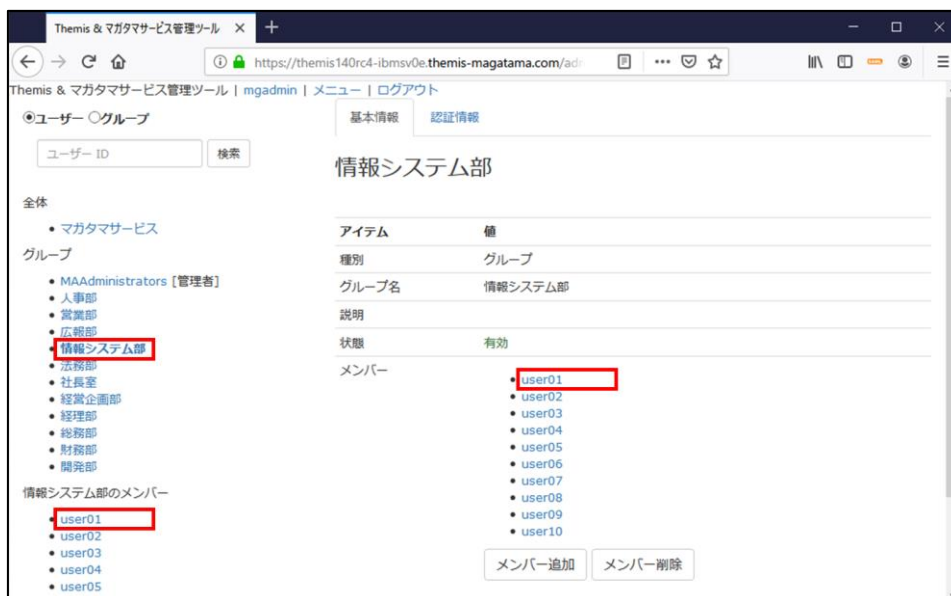 Themis & マガタマサービス管理ツール
https://themis140rc4-ibmsv0e.themis-magatama.com/adr
Themis & マガタマサービス管理ツール | mgadmin | メニュー | ログアウト
ユーザー グループ
ユーザー ID 検索
全体
マガタマサービス
グループ
MAAdministrators [管理者]
人事部
営業部
広報部
情報システム部
法務部
社長室
経営企画部
経理部
総務部
財務部
開発部
情報システム部のメンバー
user01
user02
user03
user04
user05
基本情報 認証情報
情報システム部
アイテム 値
種別 グループ
グループ名 情報システム部
説明
状態 有効
メンバー
user01
user02
user03
user04
user05
user06
user07
user08
user09
user10
メンバー追加 メンバー削除